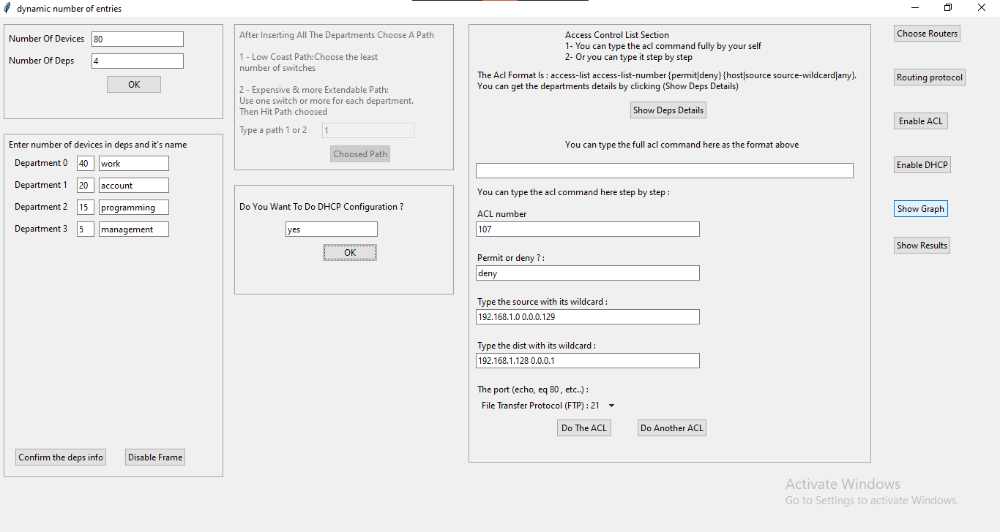 dynamic number of entries
Number Of Devices 80
Number Of Deps 4
OK
Enter number of devices in deps and it's name
Department 0 40 work
Department 1 20 account
Department 2 15 programming
Department 3 5 management
Confirm the deps info Disable Frame
After Inserting All The Departments Choose A Path
1 - Low Coast Path:Choose the least
number of switches
2 - Expensive & more Extendable Path:
Use one switch or more for each department.
Then Hit Path choosed
Type a path 1 or 2 1
Choosed Path
Do You Want To Do DHCP Configuration ?
yes
OK
Access Control List Section
1- You can type the acl command fully by your self
2- Or you can type it step by step
The Acl Format Is : access-list access-list-number {permit|deny} {host|source source-wildcard|any}.
You can get the departments details by clicking (Show Deps Details)
Show Deps Details
You can type the full acl command here as the format above
You can type the acl command here step by step :
ACL number
107
Permit or deny ? :
deny
Type the source with its wildcard :
192.168.1.0 0.0.0.129
Type the dist with its wildcard :
192.168.1.128 0.0.0.1
The port (echo, eq 80 , etc..) :
File Transfer Protocol (FTP) : 21
Do The ACL Do Another ACL
Choose Routers
Routing protocol
Enable ACL
Enable DHCP
Show Graph
Show Results
Activate Windows
Go to Settings to activate Windows.